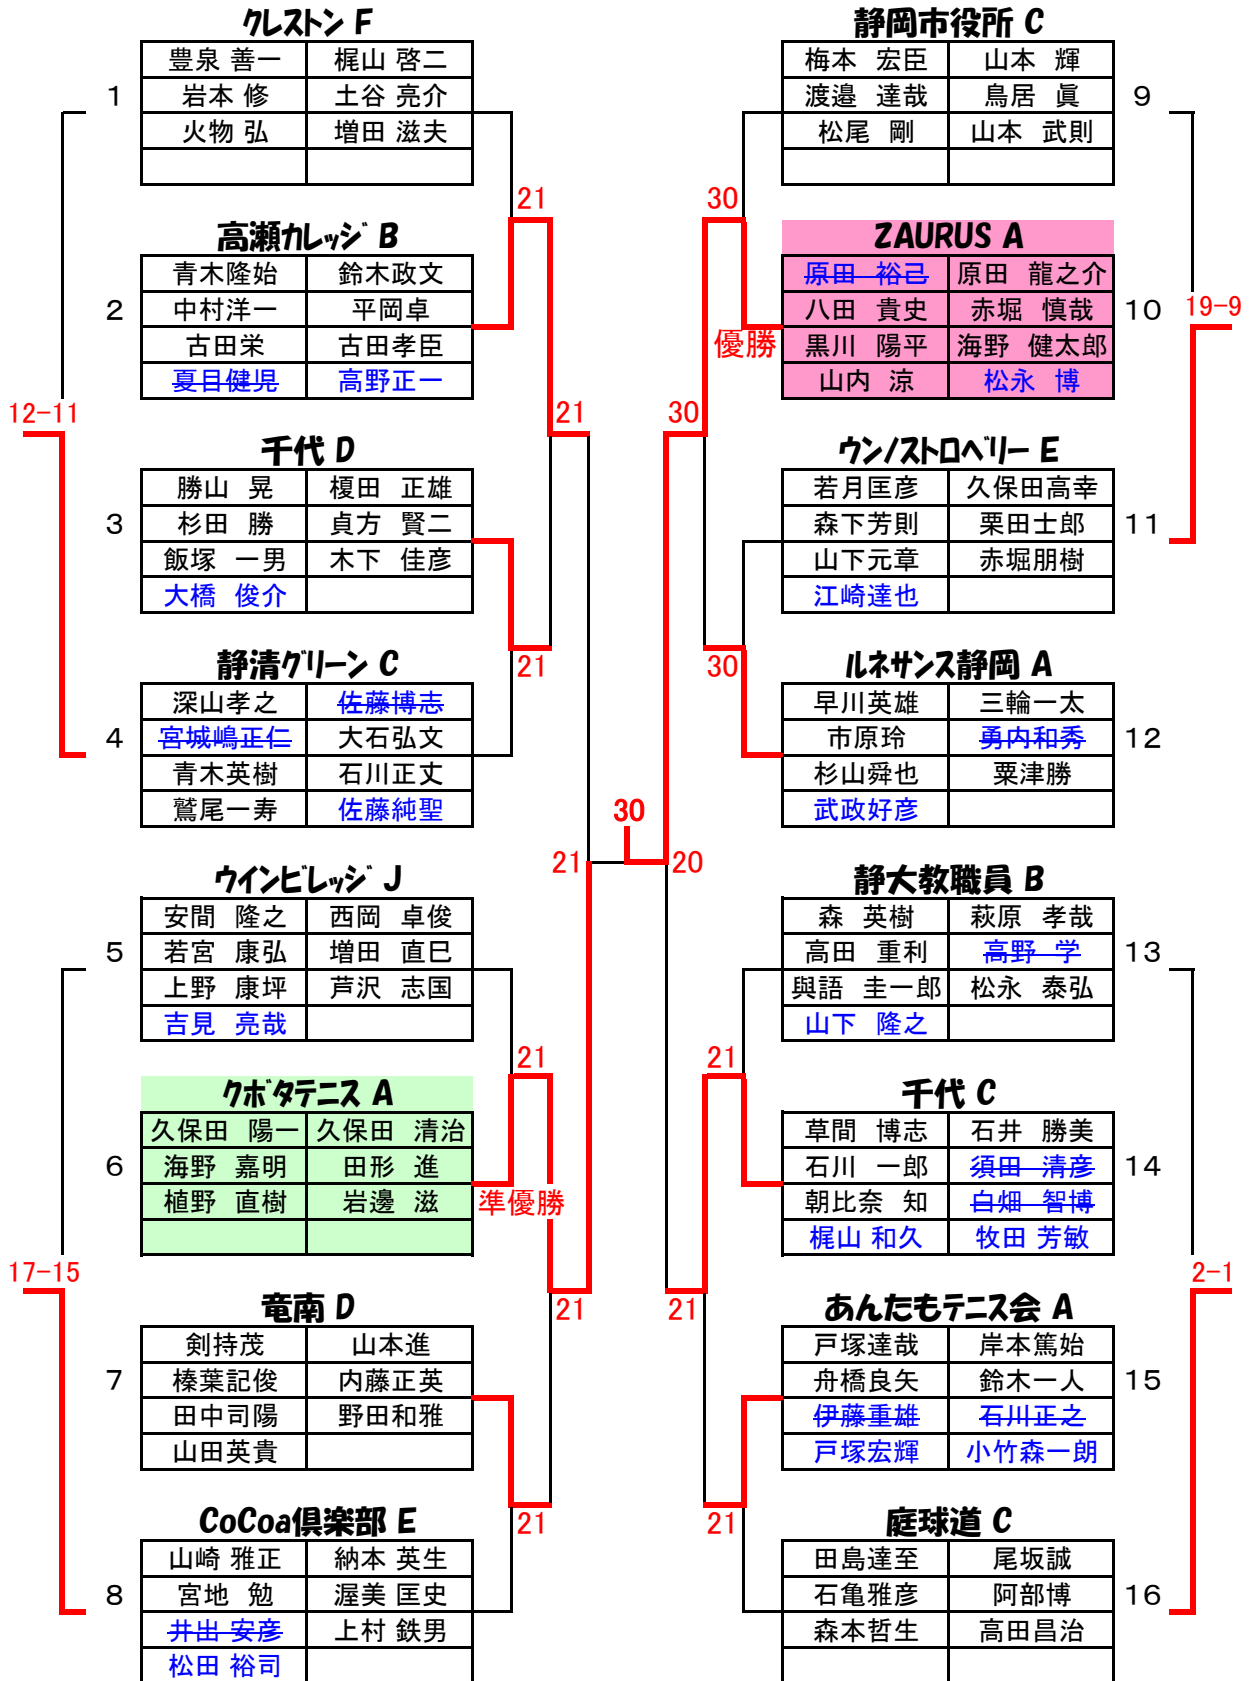 クレストン F
豊泉 善一 梶山 啓二
1 岩本 修 土谷 亮介
火物 弘 増田 滋夫
21
高瀬カレッジ B
青木隆始 鈴木政文
2 中村洋一 平岡卓
古田栄 古田孝臣
夏目健児 高野正一
12-11
21
千代 D
勝山 晃 榎田 正雄
3 杉田 勝 貞方 賢二
飯塚 一男 木下 佳彦
大橋 俊介
静清グリーン C
21
深山孝之 佐藤博志
4 宮城嶋正仁 大石弘文
青木英樹 石川正丈
鷲尾一寿 佐藤純聖
30
21
20
ウインビレッジ J
安間 隆之 西岡 卓俊
5 若宮 康弘 増田 直巳
上野 康坪 芦沢 志国
吉見 亮哉
21
クボタテニス A
久保田 陽一 久保田 清治
6 海野 嘉明 田形 進
植野 直樹 岩邊 滋
準優勝
17-15
21
竜南 D
剣持茂 山本進
7 榛葉記俊 内藤正英
田中司陽 野田和雅
山田英貴
CoCoa倶楽部 E
21
山崎 雅正 納本 英生
8 宮地 勉 渥美 匡史
井出 安彦 上村 鉄男
松田 裕司
静岡市役所 C
梅本 宏臣 山本 輝
渡邉 達哉 鳥居 眞 9
松尾 剛 山本 武則
30
ZAURUS A
原田 裕己 原田 龍之介
八田 貴史 赤堀 慎哉 10
19-9
優勝
黒川 陽平 海野 健太郎
山内 涼 松永 博
30
ウンノストロベリー E
若月匡彦 久保田高幸
森下芳則 栗田士郎 11
山下元章 赤堀朋樹
江崎達也
30
ルネサンス静岡 A
早川英雄 三輪一太
市原玲 勇内和秀 12
杉山舜也 粟津勝
武政好彦
静大教職員 B
森 英樹 萩原 孝哉
高田 重利 高野 学 13
與語 圭一郎 松永 泰弘
山下 隆之
21
千代 C
草間 博志 石井 勝美
石川 一郎 須田 清彦 14
朝比奈 知 白畑 智博
梶山 和久 牧田 芳敏
2-1
21
あんたもテニス会 A
戸塚達哉 岸本篤始
舟橋良矢 鈴木一人 15
伊藤重雄 石川正之
戸塚宏輝 小竹森一朗
21
庭球道 C
田島達至 尾坂誠
石亀雅彦 阿部博 16
森本哲生 高田昌治